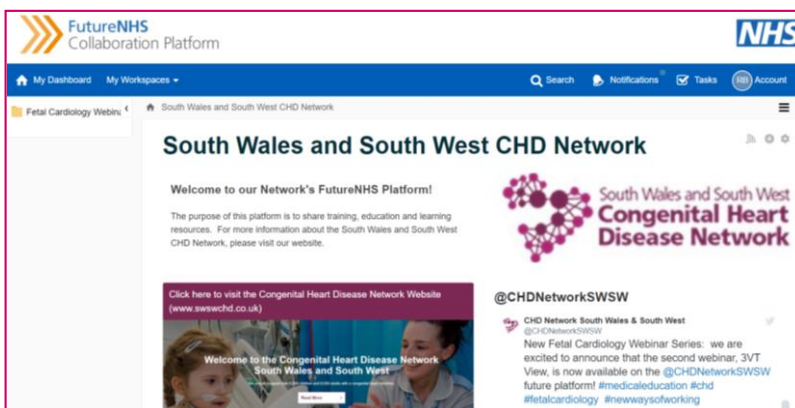 FutureNHS
Collaboration Platform
NHS
My Dashboard
My Workspaces
Search
Notifications
Tasks
RB
Account
Fetal Cardiology Webin
South Wales and South West CHD Network
South Wales and South West CHD Network
Welcome to our Network's FutureNHS Platform!
The purpose of this platform is to share training, education and learning
resources. For more information about the South Wales and South West
CHD Network, please visit our website.
South Wales and South West
Congenital Heart
Disease Network
Click here to visit the Congenital Heart Disease Network Website
(www.swswchd.co.uk)
Welcome to the Congenital Heart Disease Network
South Wales and South West
Read More
@CHDNetworkSWSW
CHD Network South Wales & South West
@CHDNetworkSWSW
New Fetal Cardiology Webinar Series: we are
excited to announce that the second webinar, 3VT
View, is now available on the @CHDNetworkSWSW
future platform! #medicaleducation #chd
#fetalcardiology #newwaysofworking